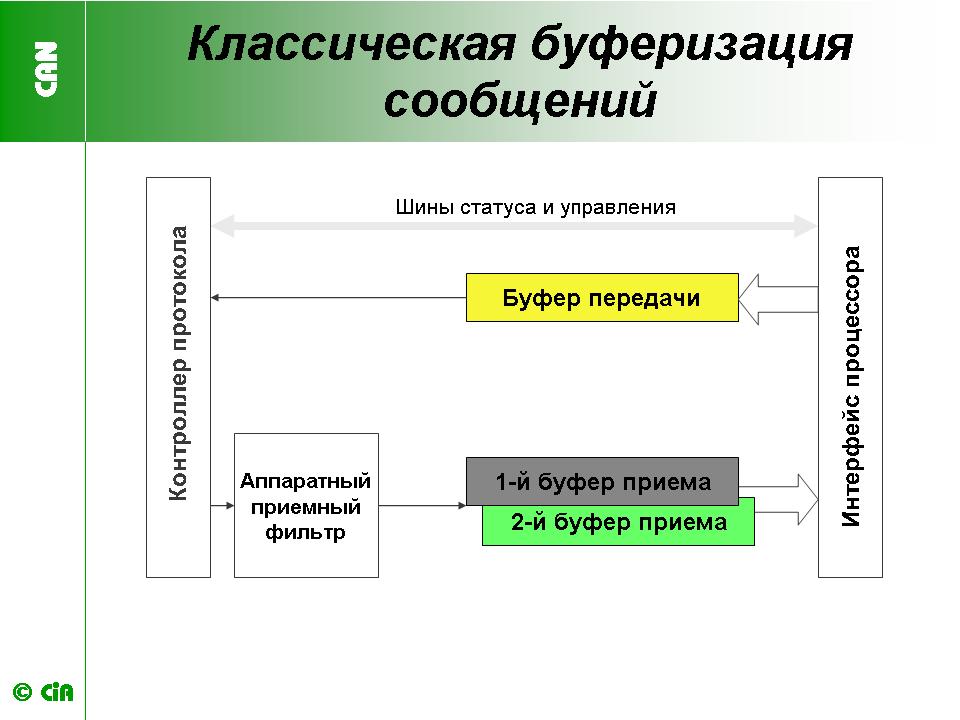 CAN
Классическая буферизация
сообщений
Шины статуса и управления
Контроллер протокола
Буфер передачи
Интерфейс процессора
Аппаратный
приемный
фильтр
1-й буфер приема
2-й буфер приема
© CiA